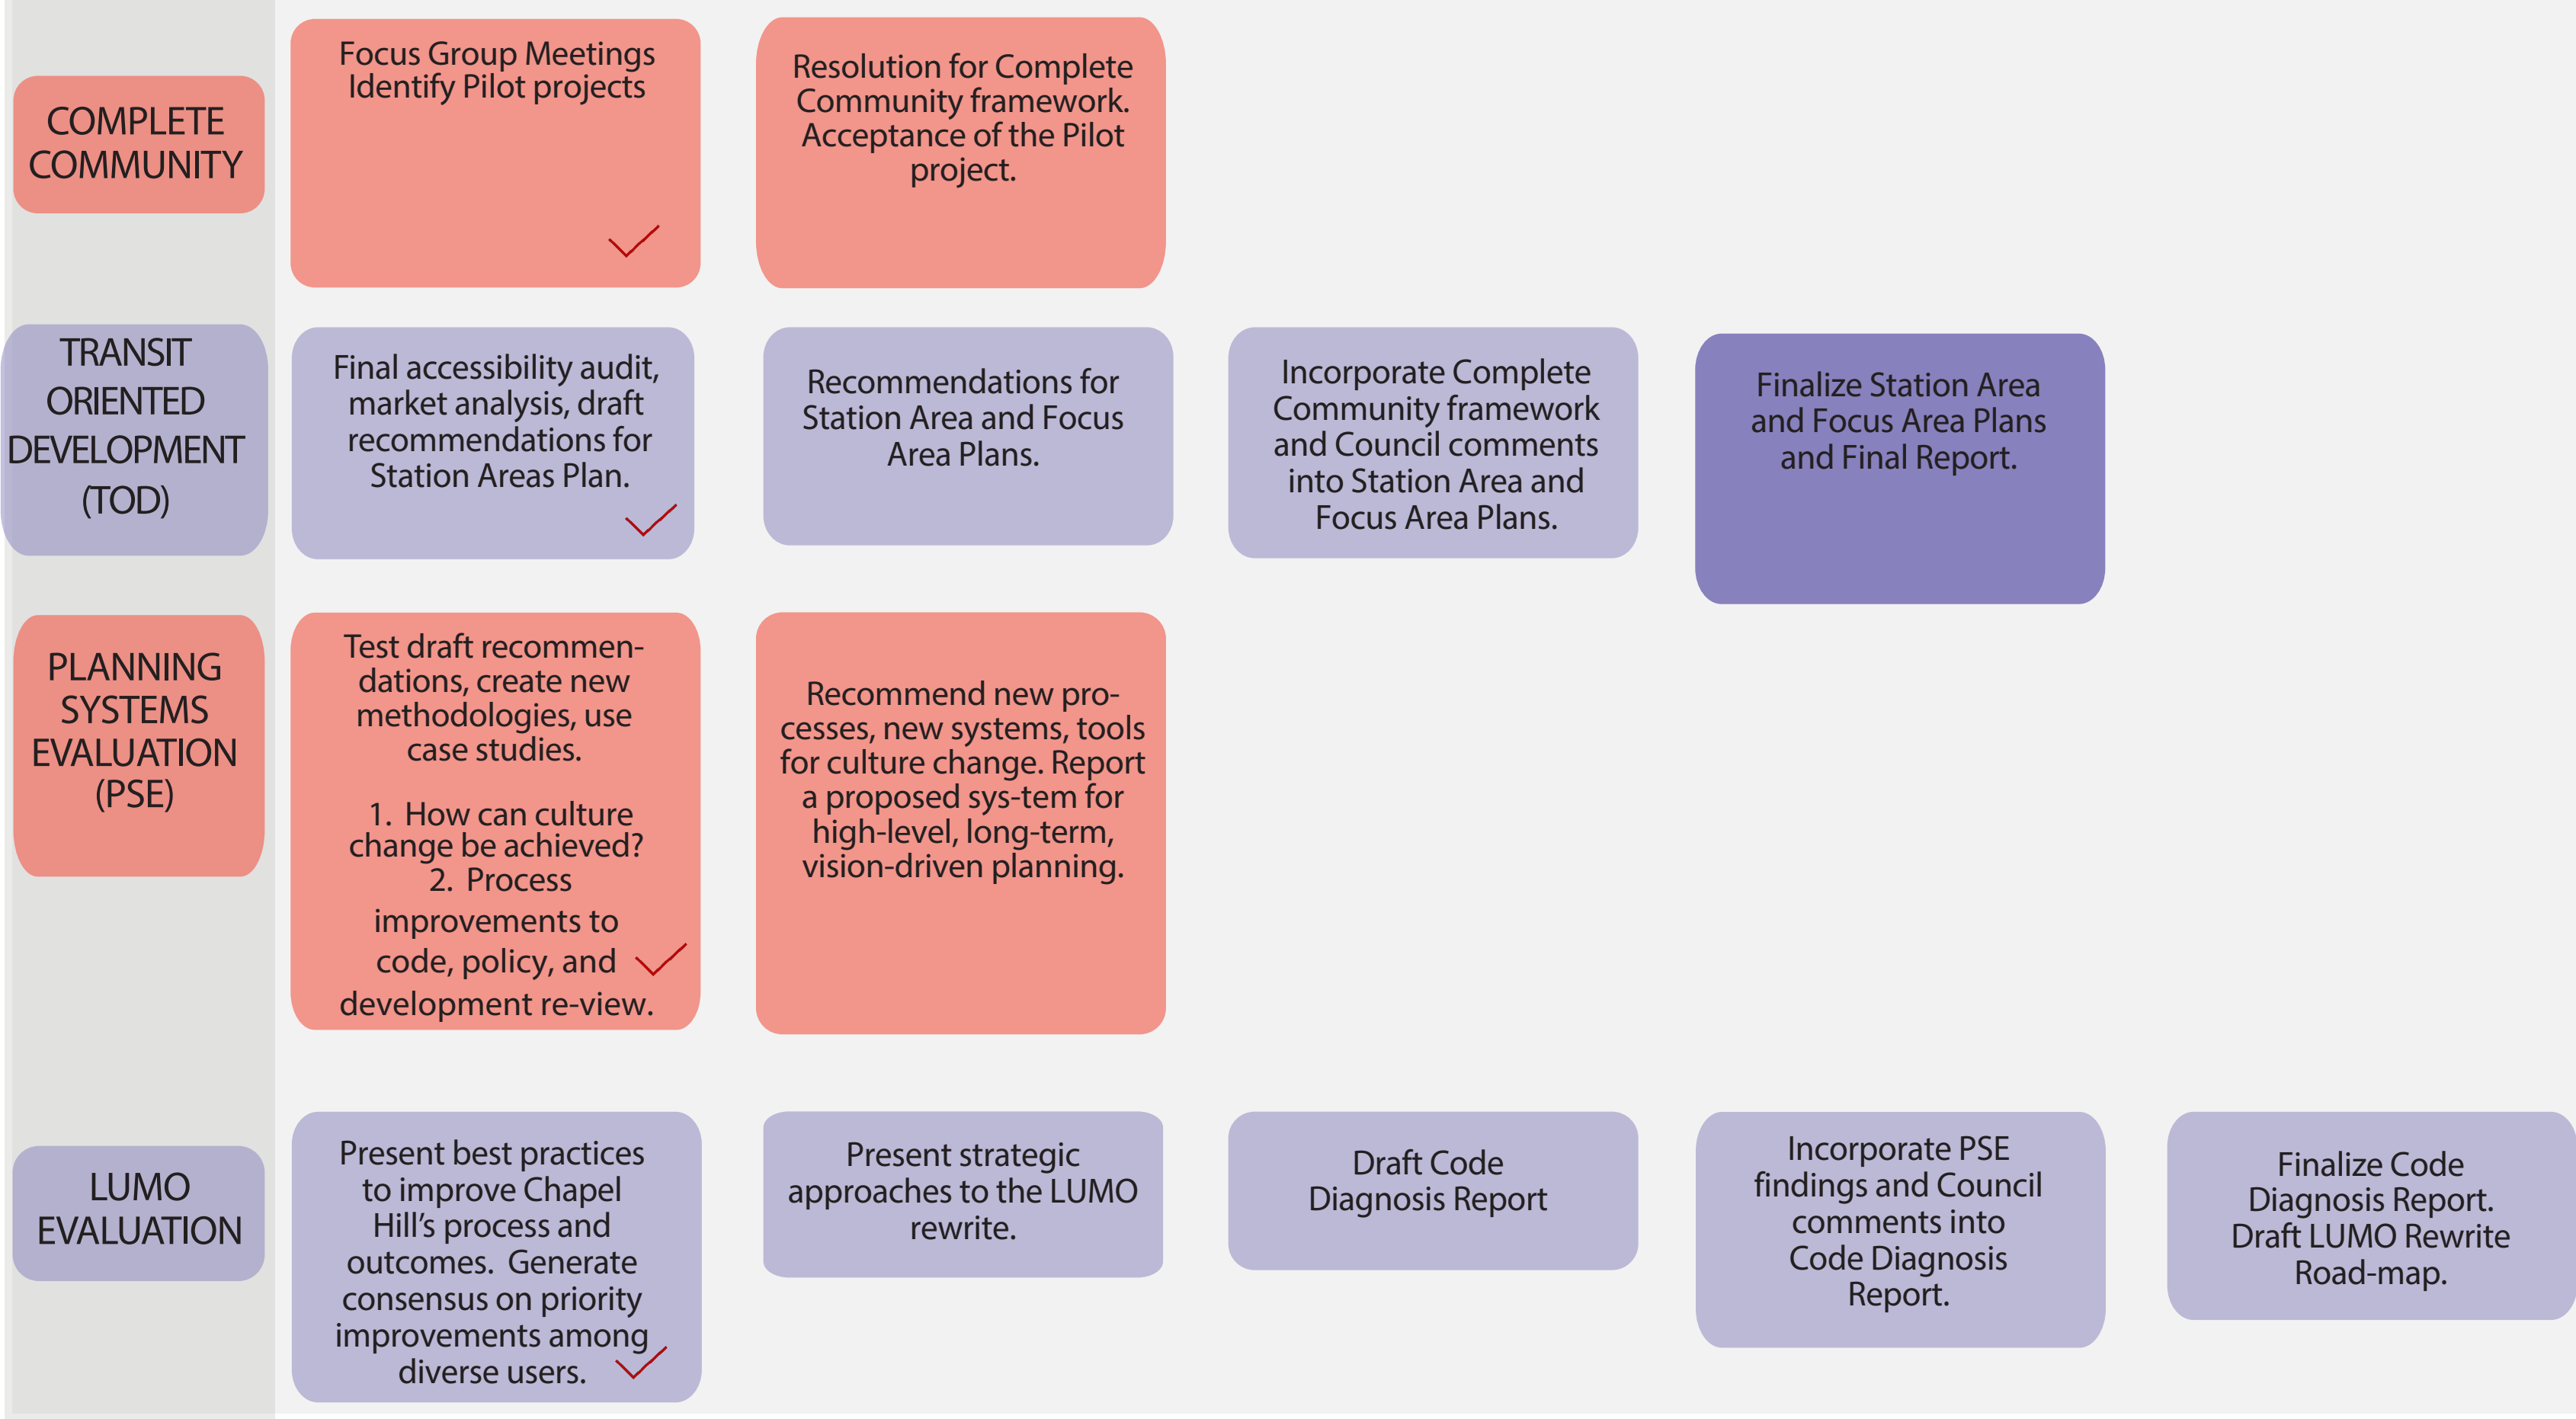 COMPLETE
COMMUNITY
Focus Group Meetings
Identify Pilot projects
Resolution for Complete
Community framework.
Acceptance of the Pilot
project.
TRANSIT
ORIENTED
DEVELOPMENT
(TOD)
Final accessibility audit,
market analysis, draft
recommendations for
Station Areas Plan.
Recommendations for
Station Area and Focus
Area Plans.
Incorporate Complete
Community framework
and Council comments
into Station Area and
Focus Area Plans.
Finalize Station Area
and Focus Area Plans
and Final Report.
PLANNING
SYSTEMS
EVALUATION
(PSE)
Test draft recommen-
dations, create new
methodologies, use
case studies.
1. How can culture
change be achieved?
2. Process
improvements to
code, policy, and
development re-view.
Recommend new pro-
cesses, new systems, tools
for culture change. Report
a proposed sys-tem for
high-level, long-term,
vision-driven planning.
LUMO
EVALUATION
Present best practices
to improve Chapel
Hill’s process and
outcomes. Generate
consensus on priority
improvements among
diverse users.
Present strategic
approaches to the LUMO
rewrite.
Draft Code
Diagnosis Report
Incorporate PSE
findings and Council
comments into
Code Diagnosis
Report.
Finalize Code
Diagnosis Report.
Draft LUMO Rewrite
Road-map.